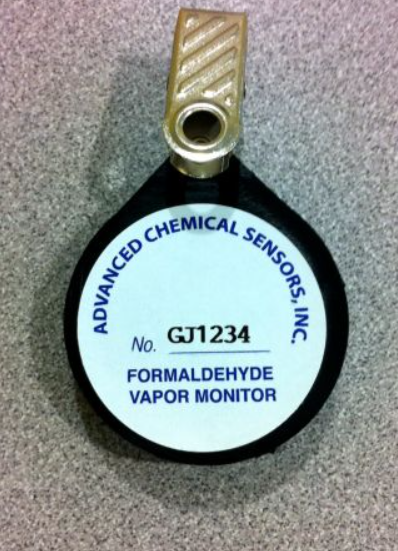 ADVANCED CHEMICAL SENSORS, INC.
No. GJ1234
FORMALDEHYDE
VAPOR MONITOR